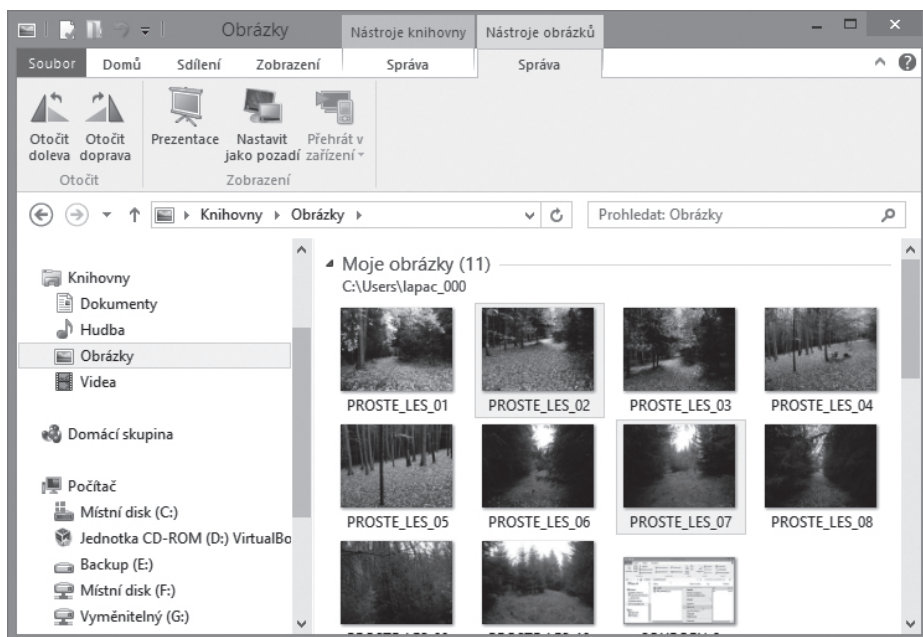 Obrázky
Nástroje knihovny
Nástroje obrázků
Soubor
Domů
Sdílení
Zobrazení
Správa
Správa
Otočit doleva
Otočit doprava
Prezentace
Nastavit jako pozadí
Přehrát v zařízení
Otočit
Zobrazení
Knihovny
Obrázky
Prohledat: Obrázky
Knihovny
Dokumenty
Hudba
Obrázky
Videa
Domácí skupina
Počítač
Místní disk (C:)
Jednotka CD-ROM (D:) VirtualBo
Backup (E:)
Místní disk (F:)
Vyměnitelný (G:)
Moje obrázky (11)
C:\Users\lapac_000
PROSTE_LES_01
PROSTE_LES_02
PROSTE_LES_03
PROSTE_LES_04
PROSTE_LES_05
PROSTE_LES_06
PROSTE_LES_07
PROSTE_LES_08